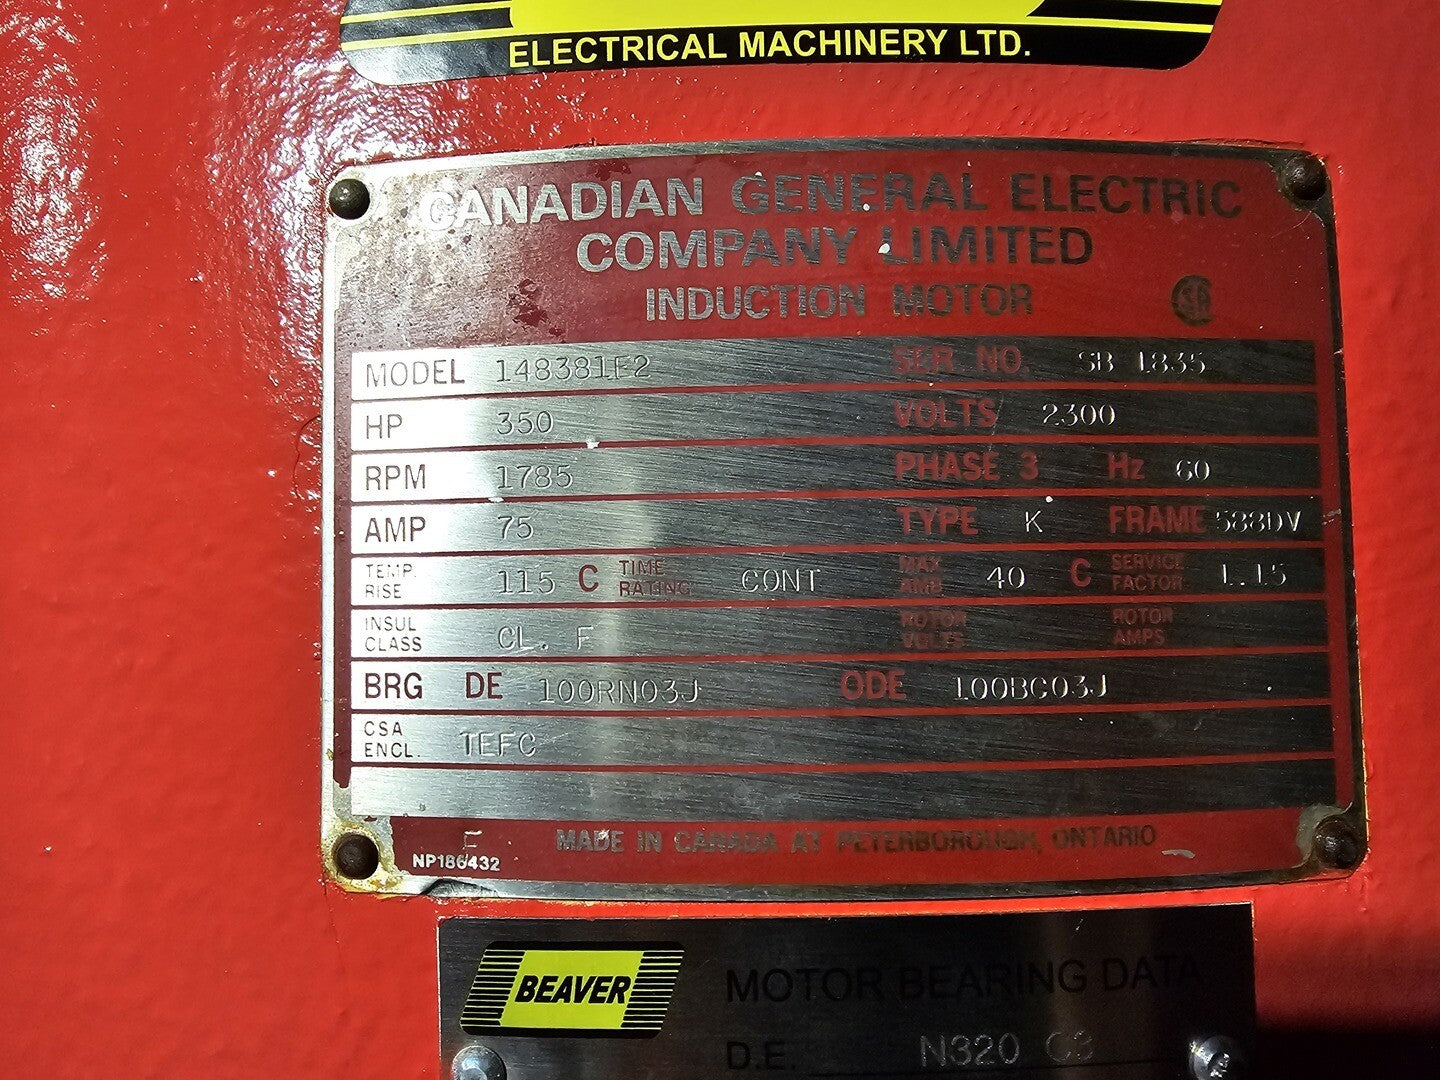 ELECTRICAL MACHINERY LTD.
CANADIAN GENERAL ELECTRIC
COMPANY LIMITED
INDUCTION MOTOR SA
MODEL 148381E2 SER. NO. SB 1835
HP 350 VOLTS 2300
RPM 1785 PHASE 3 Hz 60
AMP 75 TYPE K FRAME 588DV
TEMP. RISE 115 C TIME RATING CONT MAX AMB 40 C SERVICE FACTOR 1.15
INSUL CLASS CL. F ROTOR VOLTS ROTOR AMPS
BRG DE 100RN03J ODE 100BC03J
CSA ENCL. TEFC
F MADE IN CANADA AT PETERBOROUGH, ONTARIO
NP186432
BEAVER MOTOR BEARING DATA
D.E. N320 C3